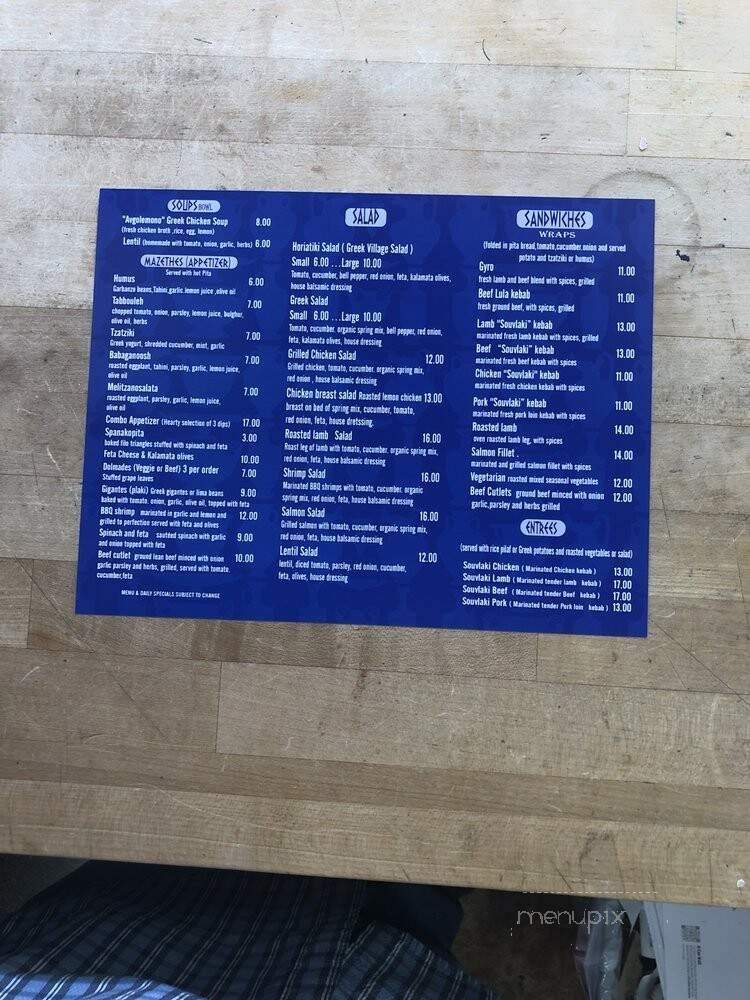 SOUPS BOWL
"Avgolemono" Greek Chicken Soup 8.00
(fresh chicken broth ,rice, egg, lemon)
Lentil (homemade with tomato, onion, garlic, herbs) 6.00
MAZETHES (APPETIZER)
Served with hot Pita
Humus 6.00
Garbanzo beans,Tahini,garlic.lemon juice ,olive oil
Tabbouleh 7.00
chopped tomato, onion, parsley, lemon juice, bulghur,
olive oil, herbs
Tzatziki 7.00
Greek yogurt, shredded cucumber, mint, garlic
Babaganoosh 7.00
roasted eggplant, tahini, parsley, garlic, lemon juice,
olive oil
Melitzanosalata 7.00
roasted eggplant, parsley, garlic, lemon juice,
olive oil
Combo Appetizer (Hearty selection of 3 dips) 17.00
Spanakopita 3.00
baked filo triangles stuffed with spinach and feta
Feta Cheese & Kalamata olives 10.00
Dolmades (Veggie or Beef) 3 per order 7.00
Stuffed grape leaves
Gigantes (plaki) Greek gigantes or lima beans 9.00
baked with tomato, onion, garlic, olive oil, topped with feta
BBQ shrimp marinated in garlic and lemon and 12.00
grilled to perfection served with feta and olives
Spinach and feta sautéed spinach with garlic 9.00
and onion topped with feta
Beef cutlet ground lean beef minced with onion 10.00
garlic parsley and herbs, grilled, served with tomato,
cucumber,feta
MENU & DAILY SPECIALS SUBJECT TO CHANGE
SALAD
Horiatiki Salad ( Greek Village Salad )
Small 6.00 ...Large 10.00
Tomato, cucumber, bell pepper, red onion, feta, kalamata olives,
house balsamic dressing
Greek Salad
Small 6.00 ...Large 10.00
Tomato, cucumber. organic spring mix, bell pepper, red onion,
feta, kalamata olives, house dressing
Grilled Chicken Salad 12.00
Grilled chicken, tomato, cucumber, organic spring mix,
red onion , house balsamic dressing
Chicken breast salad Roasted lemon chicken 13.00
breast on bed of spring mix, cucumber, tomato,
red onion, feta, house dretssing.
Roasted lamb Salad 16.00
Roast leg of lamb with tomato, cucumber, organic spring mix,
red onion, feta, house balsamic dressing
Shrimp Salad 16.00
Marinated BBQ shrimps with tomato, cucumber, organic
spring mix, red onion, feta, house balsamic dressing
Salmon Salad 16.00
Grilled salmon with tomato, cucumber, organic spring mix,
red onion, feta, house balsamic dressing
Lentil Salad 12.00
lentil, diced tomato, parsley, red onion, cucumber,
feta, olives, house dressing
SANDWICHES
WRAPS
(folded in pita bread,tomato,cucumber,onion and served
potato and tzatziki or humus)
Gyro 11.00
fresh lamb and beef blend with spices, grilled
Beef Lula kebab 11.00
fresh ground beef, with spices, grilled
Lamb "Souvlaki" kebab 13.00
marinated fresh lamb kebab with spices, grilled
Beef "Souvlaki" kebab 13.00
marinated fresh beef kebab with spices
Chicken "Souvlaki" kebab 11.00
marinated fresh chicken kebab with spices
Pork "Souvlaki" kebab 11.00
marinated fresh pork loin kebab with spices
Roasted lamb 14.00
oven roasted lamb leg, with spices
Salmon Fillet . 14.00
marinated and grilled salmon fillet with spices
Vegetarian roasted mixed seasonal vegetables 12.00
Beef Cutlets ground beef minced with onion 12.00
garlic,parsley and herbs grilled
ENTREES
(served with rice pilaf or Greek potatoes and roasted vegetables or salad)
Souvlaki Chicken ( Marinated Chicken kebab ) 13.00
Souvlaki Lamb ( Marinated tender lamb kebab ) 17.00
Souvlaki Beef ( Marinated tender Beef kebab ) 17.00
Souvlaki Pork ( Marinated tender Pork loin kebab ) 13.00
menupix